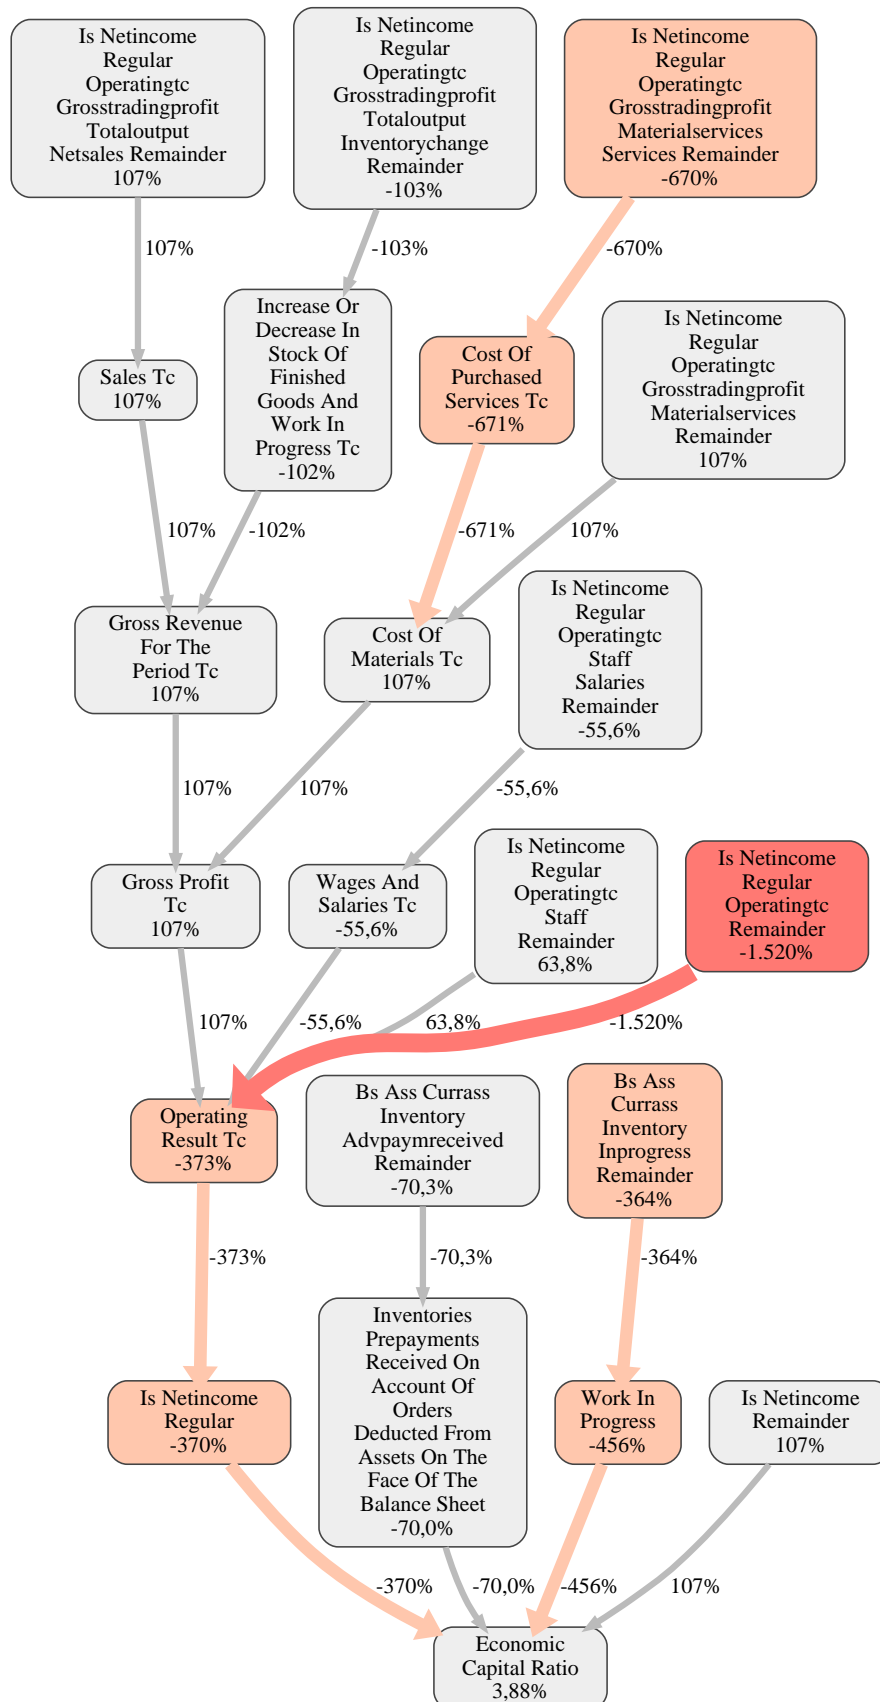 Is Netincome
Regular
Operatingtc
Grosstradingprofit
Totaloutput
Netsales Remainder
107%
Is Netincome
Regular
Operatingtc
Grosstradingprofit
Totaloutput
Inventorychange
Remainder
-103%
Is Netincome
Regular
Operatingtc
Grosstradingprofit
Materialservices
Services Remainder
-670%
107%
-103%
-670%
Sales Tc
107%
Increase Or
Decrease In
Stock Of
Finished
Goods And
Work In
Progress Tc
-102%
Cost Of
Purchased
Services Tc
-671%
Is Netincome
Regular
Operatingtc
Grosstradingprofit
Materialservices
Remainder
107%
107%
-102%
-671%
107%
Gross Revenue
For The
Period Tc
107%
Cost Of
Materials Tc
107%
Is Netincome
Regular
Operatingtc
Staff
Salaries
Remainder
-55,6%
107%
107%
-55,6%
Gross Profit
Tc
107%
Wages And
Salaries Tc
-55,6%
Is Netincome
Regular
Operatingtc
Staff
Remainder
63,8%
Is Netincome
Regular
Operatingtc
Remainder
-1.520%
107%
-55,6%
63,8%
-1.520%
Operating
Result Tc
-373%
Bs Ass Currass
Inventory
Advpaymreceived
Remainder
-70,3%
Bs Ass
Currass
Inventory
Inprogress
Remainder
-364%
-373%
-70,3%
-364%
Is Netincome
Regular
-370%
Inventories
Prepayments
Received On
Account Of
Orders
Deducted From
Assets On The
Face Of The
Balance Sheet
-70,0%
Work In
Progress
-456%
Is Netincome
Remainder
107%
-370%
-70,0%
-456%
107%
Economic
Capital Ratio
3,88%